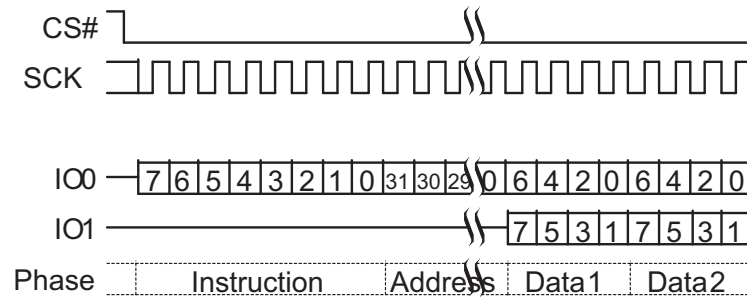 CS#
SCK
IO0 7 6 5 4 3 2 1 0 31 30 29 0 6 4 2 0 6 4 2 0
IO1 7 5 3 1 7 5 3 1
Phase Instruction Address Data1 Data2